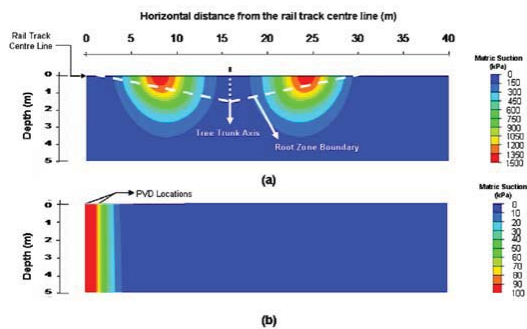 Horizontal distance from the rail track centre line (m)
Rail Track
Centre Line
0 5 10 15 20 25 30 35 40
Depth (m)
0
1
2
3
4
5
Tree Trunk Axis
Root Zone Boundary
Matric Suction
(kPa)
0
150
300
450
600
750
900
1050
1200
1350
1500
(a)
PVD Locations
Depth (m)
0
1
2
3
4
5
Matric Suction
(kPa)
0
10
20
30
40
50
60
70
80
90
100
(b)